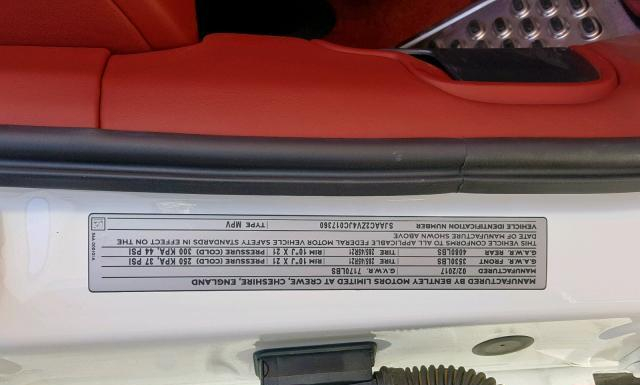 MANUFACTURED BY BENTLEY MOTORS LIMITED AT CREWE, CHESHIRE, ENGLAND
MANUFACTURED 02/2017 G.V.W.R. 7170LBS
G.A.W.R. FRONT 3530LBS TIRE 285/45R21 RIM 10"J X 21 PRESSURE (COLD) 250 KPA, 37 PSI
G.A.W.R. REAR 4080LBS TIRE 285/45R21 RIM 10"J X 21 PRESSURE (COLD) 300 KPA, 44 PSI
THIS VEHICLE CONFORMS TO ALL APPLICABLE FEDERAL MOTOR VEHICLE SAFETY STANDARDS IN EFFECT ON THE
DATE OF MANUFACTURE SHOWN ABOVE
VEHICLE IDENTIFICATION NUMBER SJAAC2ZV4JC017360 TYPE MPV